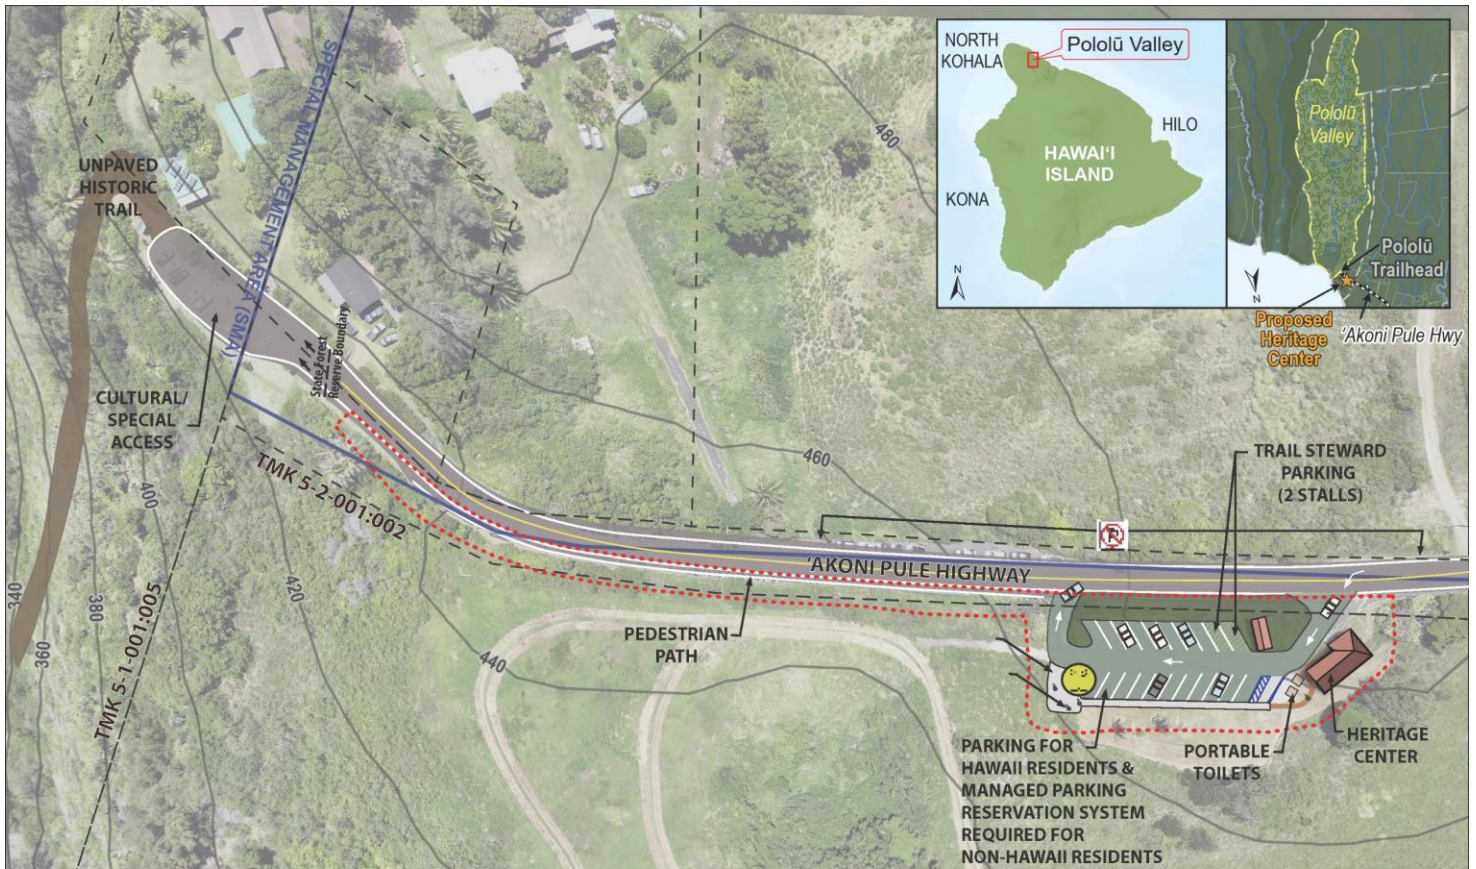 NORTH
KOHALA
Pololū Valley
HILO
HAWAI‘I
ISLAND
KONA
N
Pololū
Valley
Pololū
Trailhead
N
Proposed
Heritage
Center
‘Akoni Pule Hwy
SPECIAL MANAGEMENT AREA (SMA)
480
UNPAVED
HISTORIC
TRAIL
State Forest
Reserve Boundary
CULTURAL/
SPECIAL
ACCESS
TMK 5-2-001:002
460
TRAIL STEWARD
PARKING
(2 STALLS)
P
‘AKONI PULE HIGHWAY
400
420
340
380
360
TMK 5-1-001:005
PEDESTRIAN
PATH
440
PARKING FOR
HAWAII RESIDENTS &
MANAGED PARKING
RESERVATION SYSTEM
REQUIRED FOR
NON-HAWAII RESIDENTS
PORTABLE
TOILETS
HERITAGE
CENTER